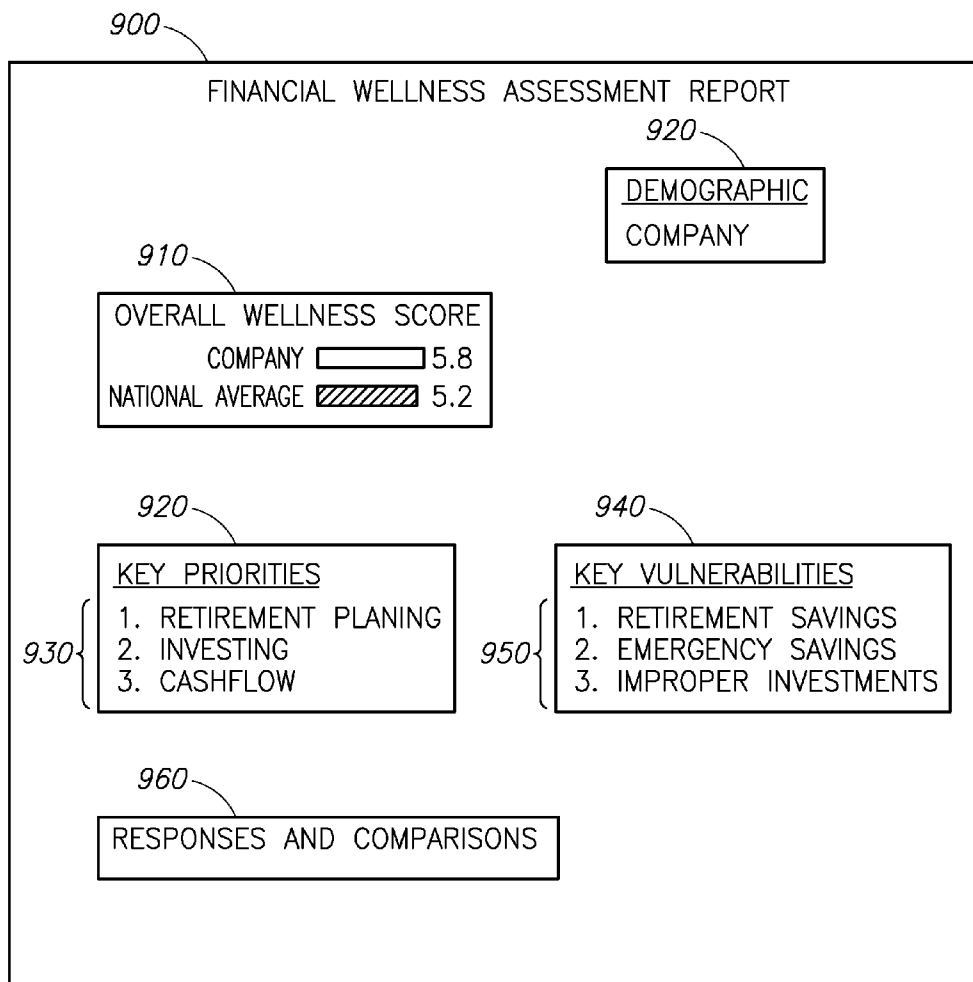 900
FINANCIAL WELLNESS ASSESSMENT REPORT
920
DEMOGRAPHIC
COMPANY
910
OVERALL WELLNESS SCORE
COMPANY 5.8
NATIONAL AVERAGE 5.2
920
KEY PRIORITIES
930
1. RETIREMENT PLANING
2. INVESTING
3. CASHFLOW
940
KEY VULNERABILITIES
950
1. RETIREMENT SAVINGS
2. EMERGENCY SAVINGS
3. IMPROPER INVESTMENTS
960
RESPONSES AND COMPARISONS